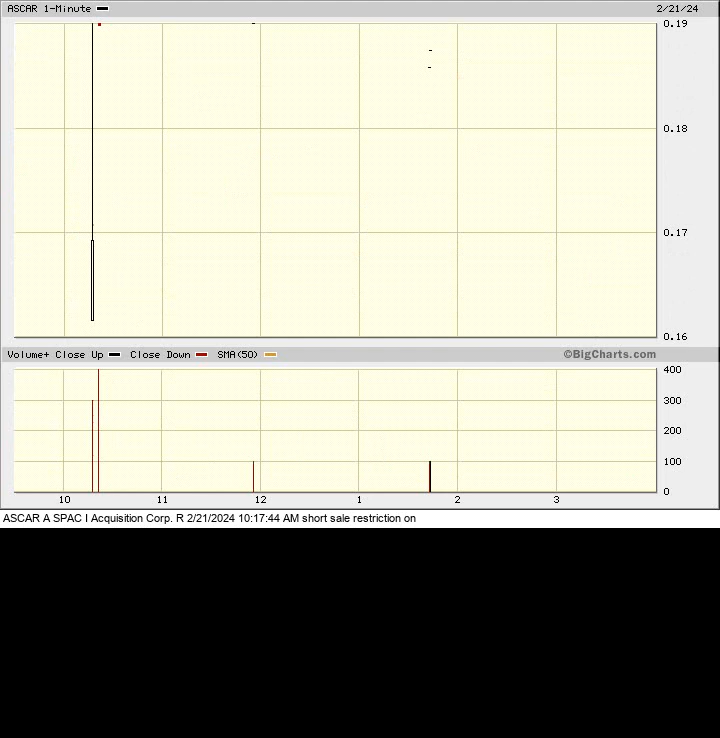 ASCAR 1-Minute 2/21/24
0.19
0.18
0.17
0.16
Volume+ Close Up Close Down SMA(50) ©BigCharts.com
400
300
200
100
0
10 11 12 1 2 3
ASCAR A SPAC I Acquisition Corp. R 2/21/2024 10:17:44 AM short sale restriction on